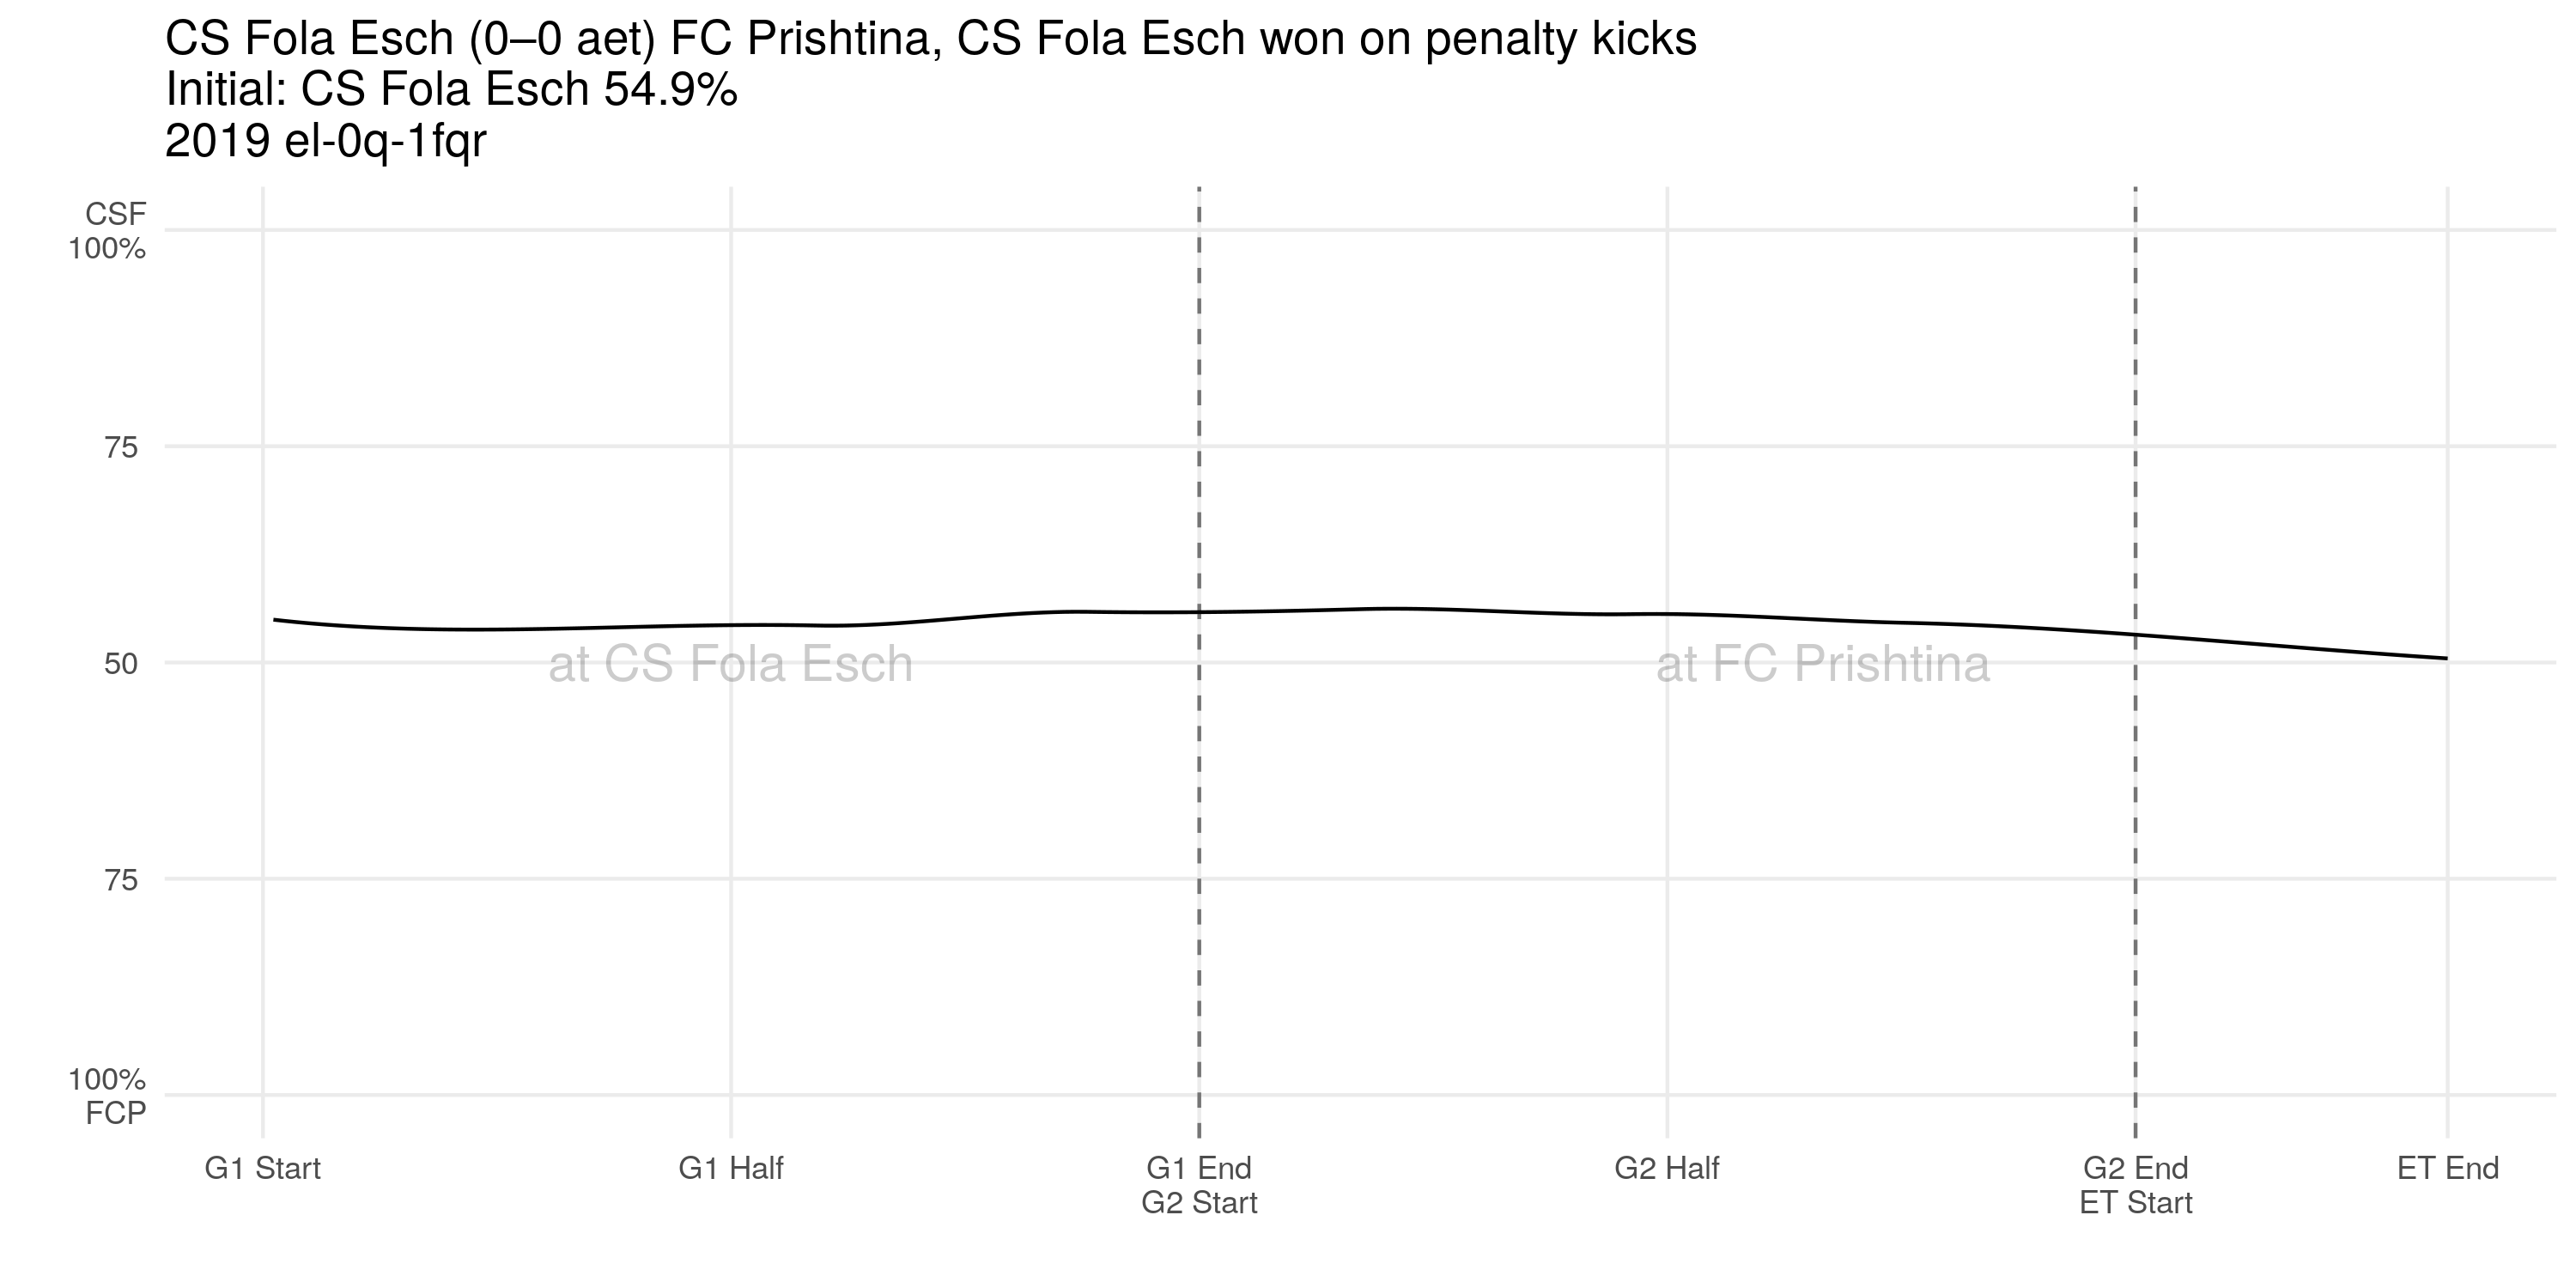 CS Fola Esch (0–0 aet) FC Prishtina, CS Fola Esch won on penalty kicks
Initial: CS Fola Esch 54.9%
2019 el-0q-1fqr
CSF
100%
75
50
75
100%
FCP
at CS Fola Esch
at FC Prishtina
G1 Start
G1 Half
G1 End
G2 Start
G2 Half
G2 End
ET Start
ET End